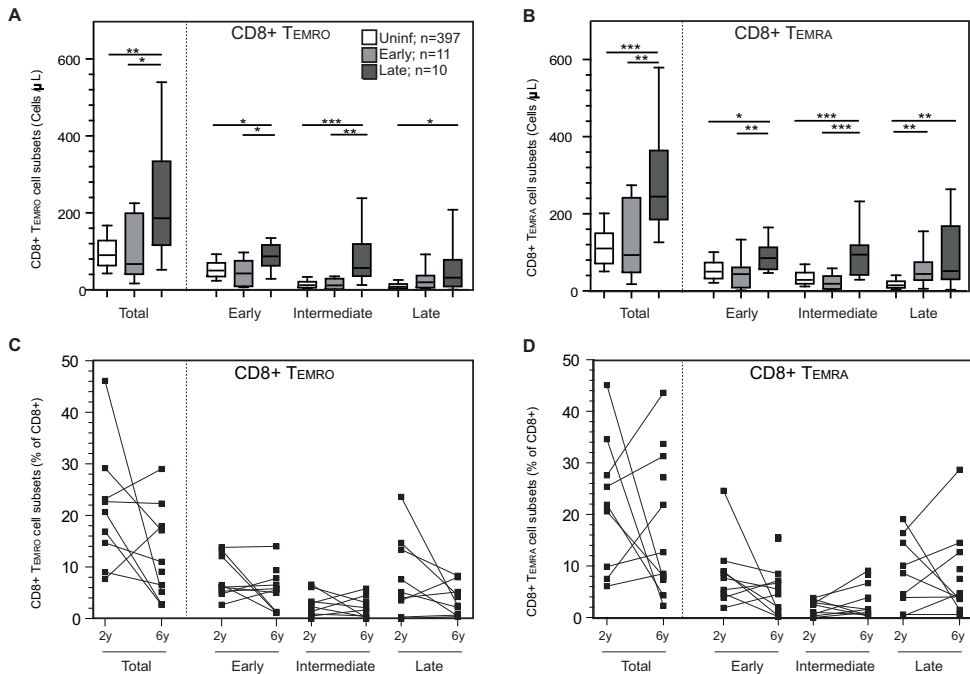 A
CD8+ TEMRO
Uninf; n=397
Early; n=11
Late; n=10
CD8+ TEMRO cell subsets (Cells/µL)
600
400
200
0
** 
*
* 
*
***
**
*
Total
Early
Intermediate
Late
B
CD8+ TEMRA
CD8+ TEMRA cell subsets (Cells/µL)
600
400
200
0
***
**
*
**
***
***
**
**
Total
Early
Intermediate
Late
C
CD8+ TEMRO
CD8+ TEMRO cell subsets (% of CD8+)
50
40
30
20
10
0
2y 6y 2y 6y 2y 6y 2y 6y
Total
Early
Intermediate
Late
D
CD8+ TEMRA
CD8+ TEMRA cell subsets (% of CD8+)
50
40
30
20
10
0
2y 6y 2y 6y 2y 6y 2y 6y
Total
Early
Intermediate
Late